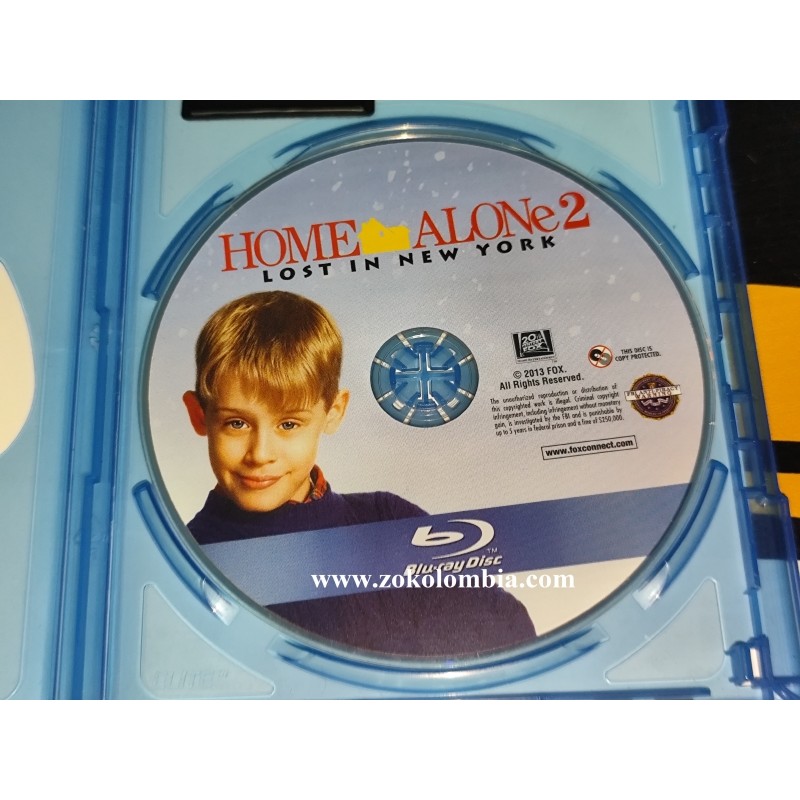 HOME ALONe 2
LOST IN NEW YORK
© 2013 FOX.
All Rights Reserved.
THIS DISC IS
COPY PROTECTED.
The unauthorized reproduction or distribution of
this copyrighted work is illegal. Criminal copyright
infringement, including infringement without monetary
gain, is investigated by the FBI and is punishable by
up to 5 years in federal prison and a fine of $250,000.
www.foxconnect.com
Blu-ray Disc
TM
www.zokolombia.com